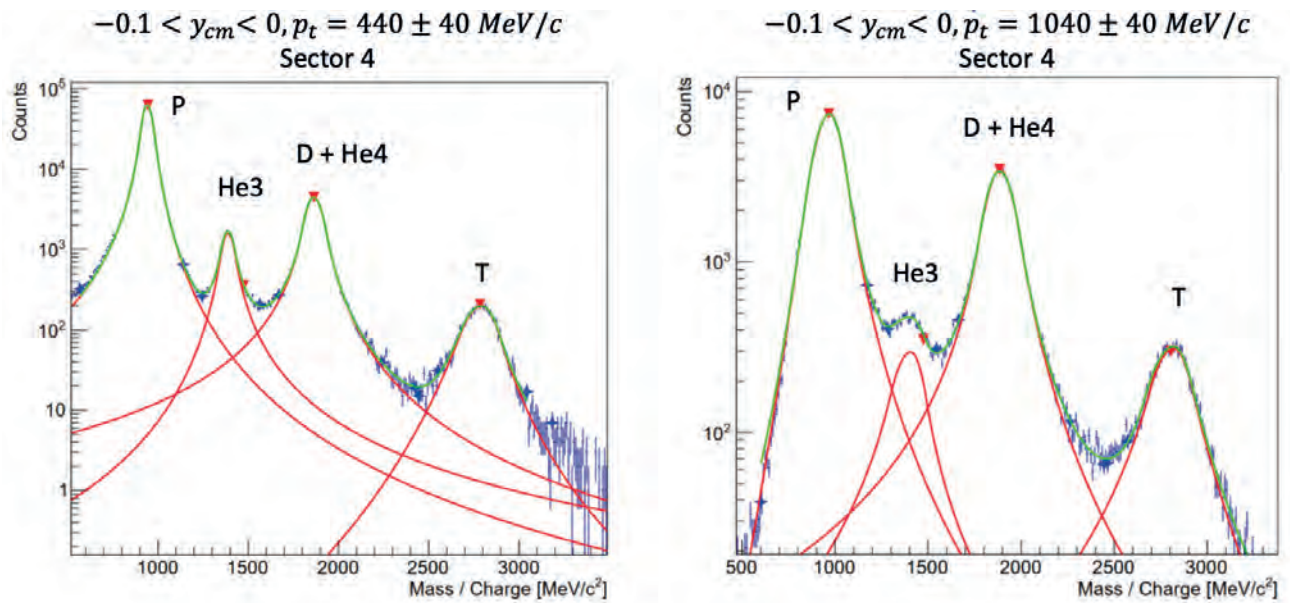 −0.1 < y_cm < 0, p_t = 440 ± 40 MeV/c
Sector 4
Counts
10^5
10^4
10^3
10^2
10
1
P
He3
D + He4
T
1000 1500 2000 2500 3000
Mass / Charge [MeV/c^2]
−0.1 < y_cm < 0, p_t = 1040 ± 40 MeV/c
Sector 4
Counts
10^4
10^3
10^2
P
He3
D + He4
T
500 1000 1500 2000 2500 3000
Mass / Charge [MeV/c^2]